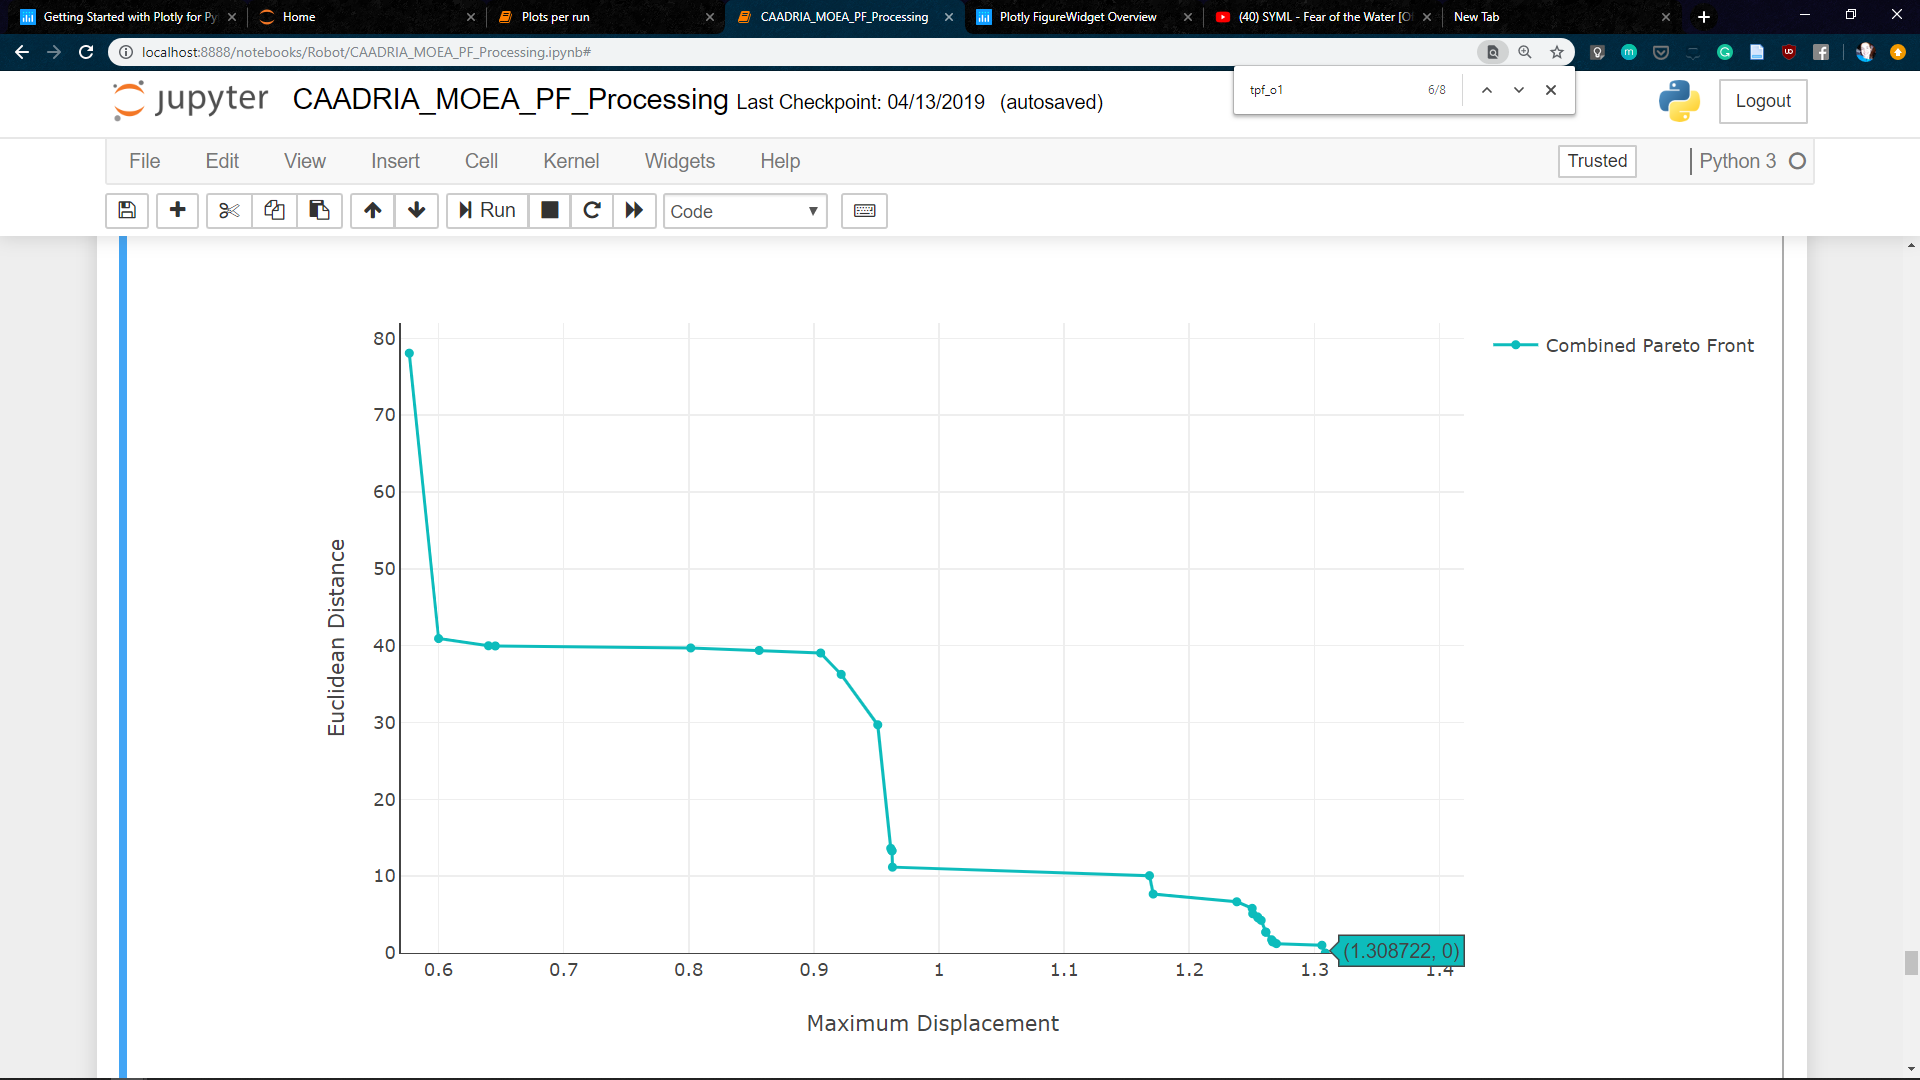 Getting Started with Plotly for Py
Home
Plots per run
CAADRIA_MOEA_PF_Processing
Plotly FigureWidget Overview
(40) SYML - Fear of the Water [O
New Tab
localhost:8888/notebooks/Robot/CAADRIA_MOEA_PF_Processing.ipynb#
tpf_o1 6/8
jupyter CAADRIA_MOEA_PF_Processing Last Checkpoint: 04/13/2019 (autosaved)
Logout
File Edit View Insert Cell Kernel Widgets Help
Trusted
Python 3
Run
Code
80
70
60
50
40
30
20
10
0
Euclidean Distance
Combined Pareto Front
(1.308722, 0)
0.6 0.7 0.8 0.9 1 1.1 1.2 1.3 1.4
Maximum Displacement